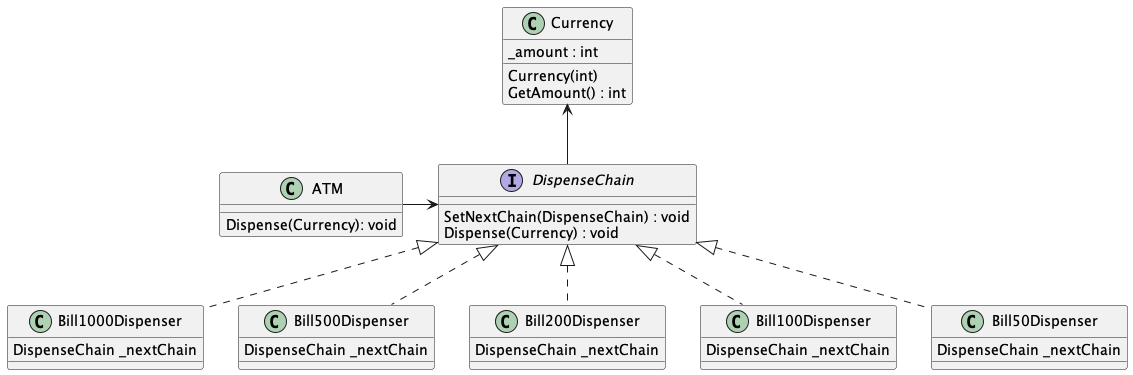 C Currency
_amount : int
Currency(int)
GetAmount() : int
C ATM
Dispense(Currency): void
I DispenseChain
SetNextChain(DispenseChain) : void
Dispense(Currency) : void
C Bill1000Dispenser
DispenseChain _nextChain
C Bill500Dispenser
DispenseChain _nextChain
C Bill200Dispenser
DispenseChain _nextChain
C Bill100Dispenser
DispenseChain _nextChain
C Bill50Dispenser
DispenseChain _nextChain